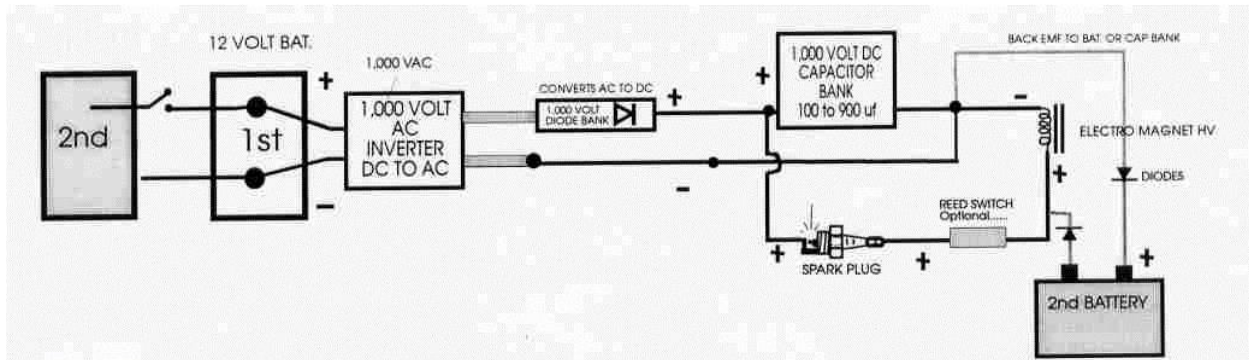 12 VOLT BAT.
2nd
1st
+
−
1,000 VAC
1,000 VOLT
AC
INVERTER
DC TO AC
CONVERTS AC TO DC
1,000 VOLT
DIODE BANK
+
−
+
1,000 VOLT DC
CAPACITOR
BANK
100 to 900 uf
BACK EMF TO BAT. OR CAP BANK
−
ELECTRO MAGNET HV
+
DIODES
REED SWITCH
Optional......
+
SPARK PLUG
+
+
2nd BATTERY